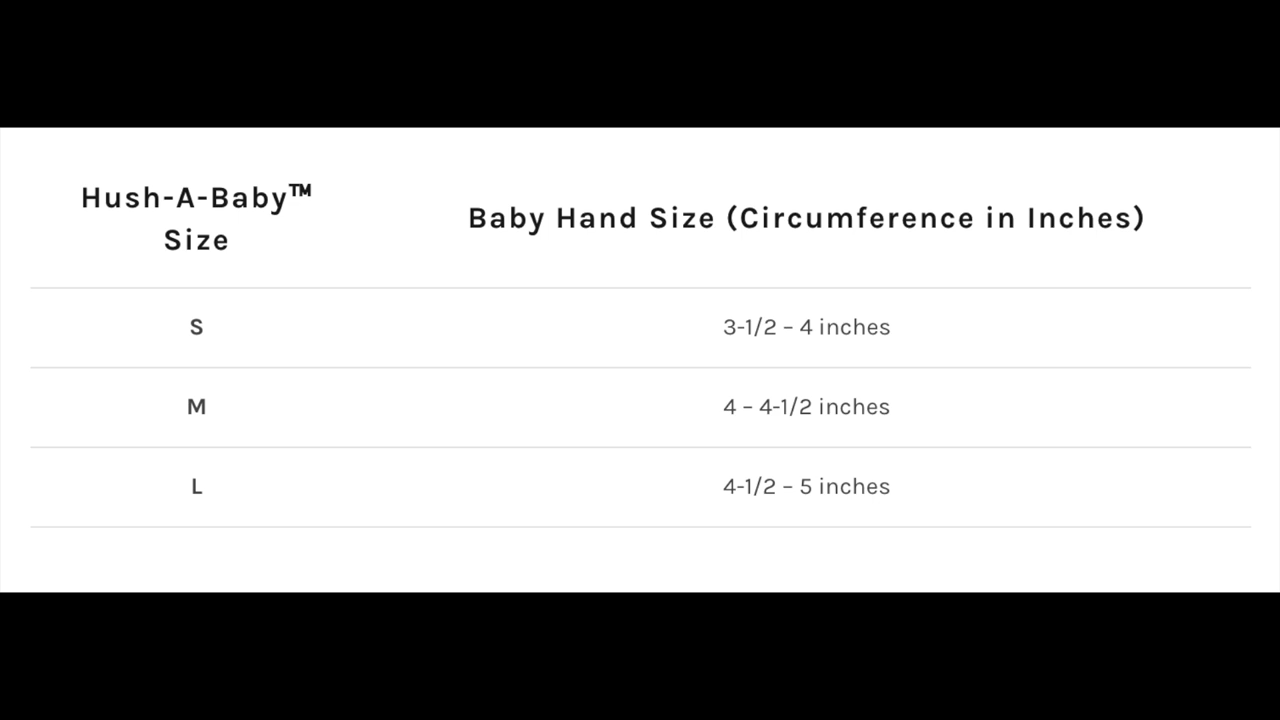 Hush-A-Baby™
Size
Baby Hand Size (Circumference in Inches)
S
3-1/2 – 4 inches
M
4 – 4-1/2 inches
L
4-1/2 – 5 inches